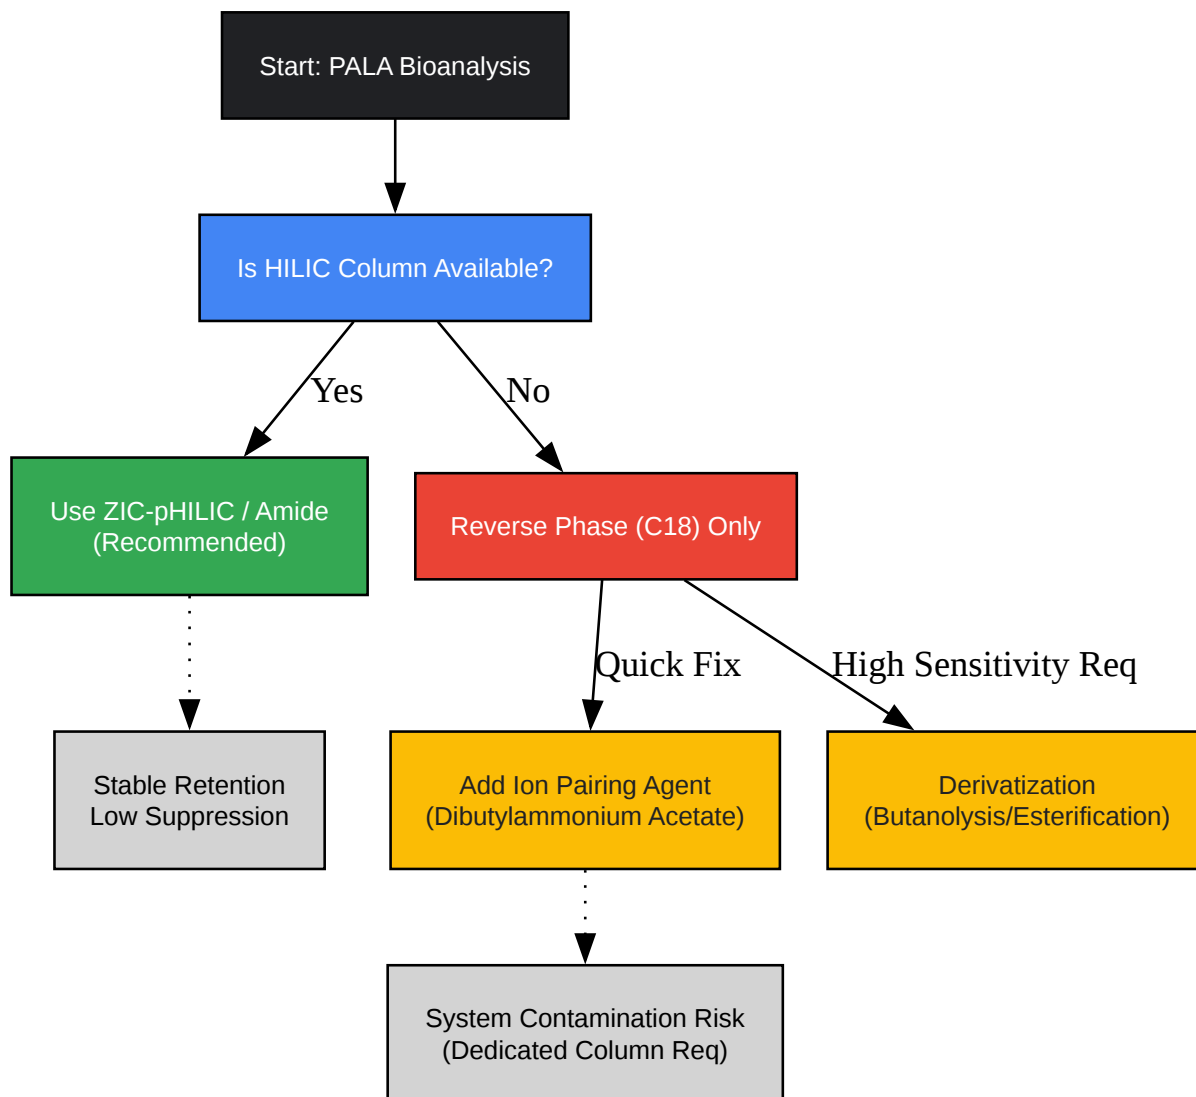 Start: PALA Bioanalysis
Is HILIC Column Available?
Yes
No
Use ZIC-pHILIC / Amide
(Recommended)
Reverse Phase (C18) Only
Quick Fix
High Sensitivity Req
Stable Retention
Low Suppression
Add Ion Pairing Agent
(Dibutylammonium Acetate)
Derivatization
(Butanolysis/Esterification)
System Contamination Risk
(Dedicated Column Req)